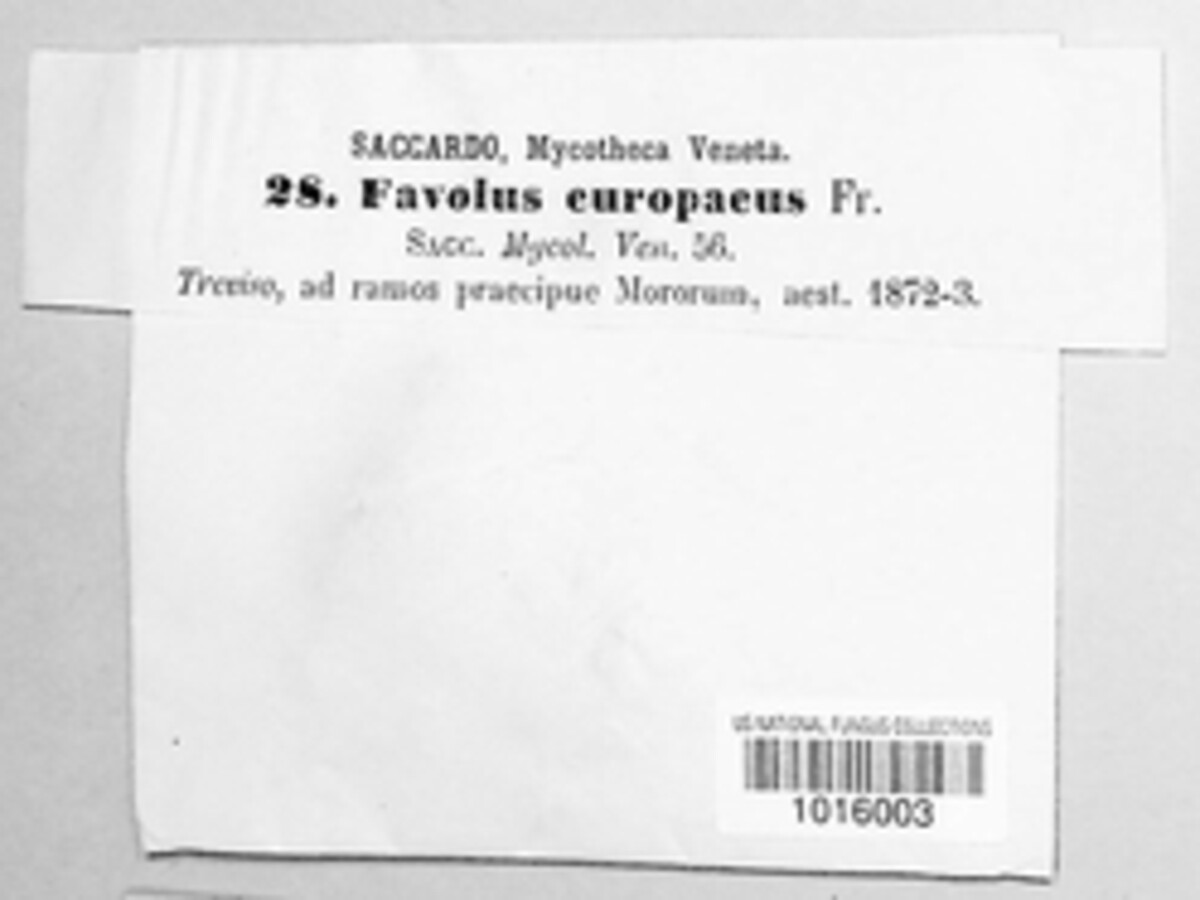 SACCARDO, Mycotheca Veneta.
28. Favolus europaeus Fr.
SACC. Mycol. Ven. 56.
Treviso, ad ramos praecipue Mororum, aest. 1872-3.
US NATIONAL FUNGUS COLLECTIONS
1016003